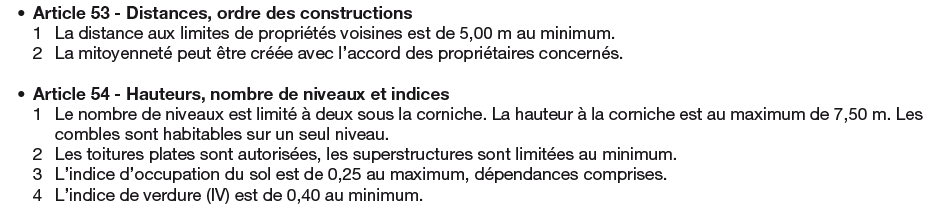 • Article 53 - Distances, ordre des constructions
1 La distance aux limites de propriétés voisines est de 5,00 m au minimum.
2 La mitoyenneté peut être créée avec l'accord des propriétaires concernés.
• Article 54 - Hauteurs, nombre de niveaux et indices
1 Le nombre de niveaux est limité à deux sous la corniche. La hauteur à la corniche est au maximum de 7,50 m. Les
combles sont habitables sur un seul niveau.
2 Les toitures plates sont autorisées, les superstructures sont limitées au minimum.
3 L'indice d'occupation du sol est de 0,25 au maximum, dépendances comprises.
4 L'indice de verdure (IV) est de 0,40 au minimum.